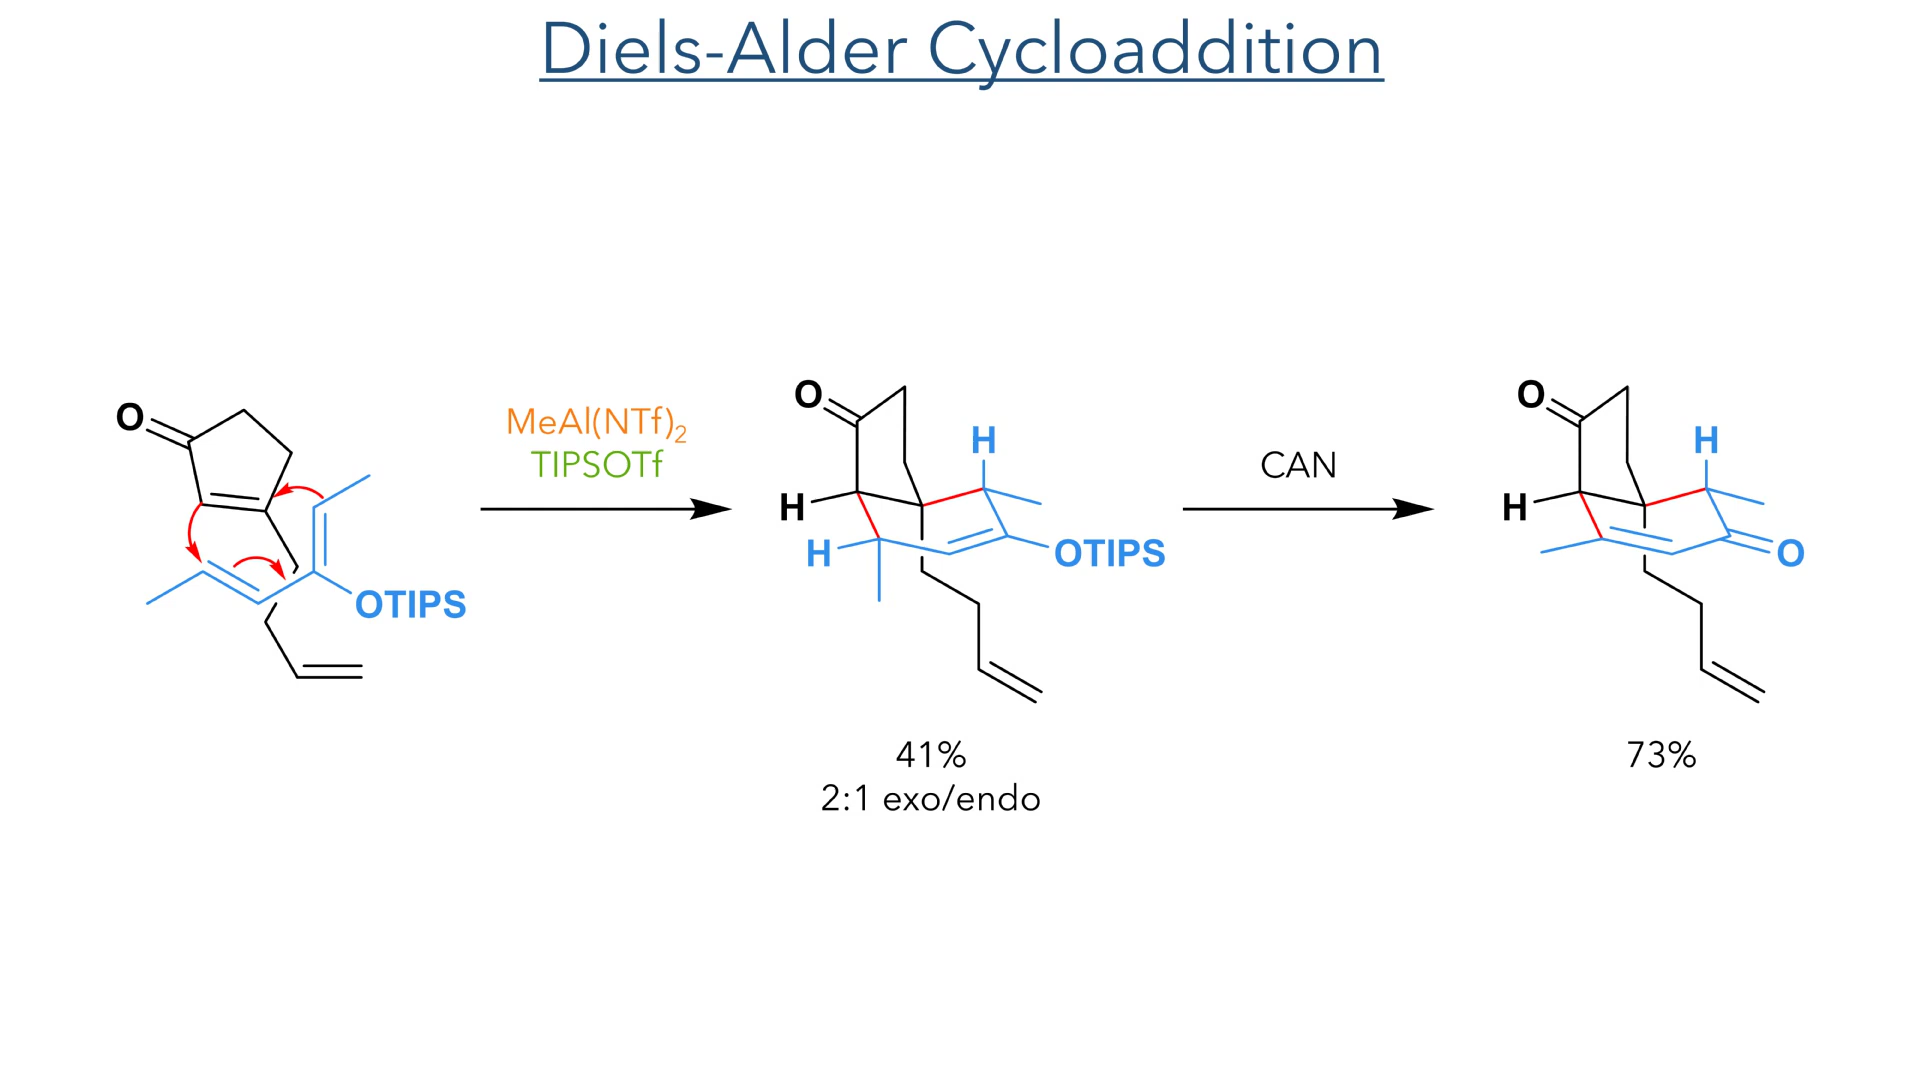 Diels-Alder Cycloaddition
O
OTIPS
MeAl(NTf)₂
TIPSOTf
O
H
H
H
OTIPS
41%
2:1 exo/endo
CAN
O
H
H
O
73%